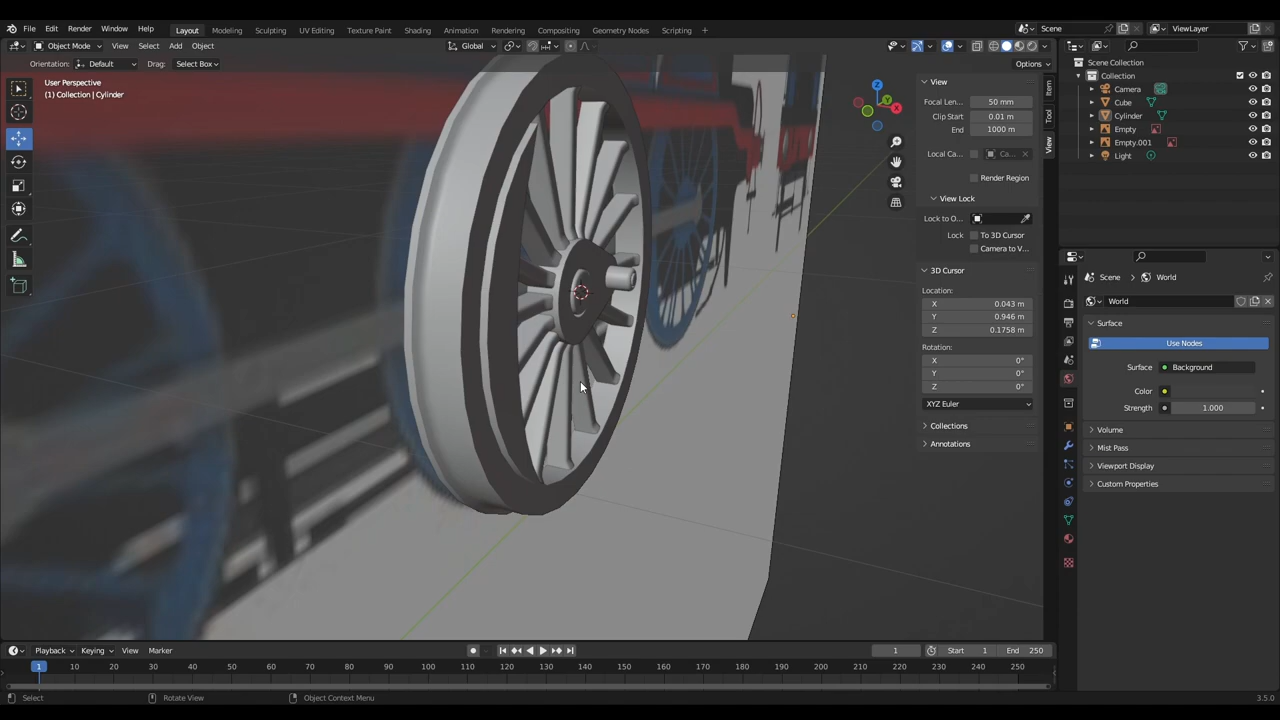 File Edit Render Window Help Layout Modeling Sculpting UV Editing Texture Paint Shading Animation Rendering Compositing Geometry Nodes Scripting + Scene ViewLayer
Object Mode View Select Add Object Global
Orientation: Default Drag: Select Box Options
User Perspective
(1) Collection | Cylinder
Z
Y
X
View
Focal Len... 50 mm
Clip Start 0.01 m
End 1000 m
Local Ca... Ca...
Render Region
View Lock
Lock to O...
Lock To 3D Cursor
Camera to V...
3D Cursor
Location:
X 0.043 m
Y 0.946 m
Z 0.1758 m
Rotation:
X 0°
Y 0°
Z 0°
XYZ Euler
Collections
Annotations
Item
Tool
View
Scene Collection
Collection
Camera
Cube
Cylinder
Empty
Empty.001
Light
Scene World
World
Surface
Use Nodes
Surface Background
Color
Strength 1.000
Volume
Mist Pass
Viewport Display
Custom Properties
Playback Keying View Marker 1 Start 1 End 250
1 10 20 30 40 50 60 70 80 90 100 110 120 130 140 150 160 170 180 190 200 210 220 230 240 250
Select Rotate View Object Context Menu 3.5.0